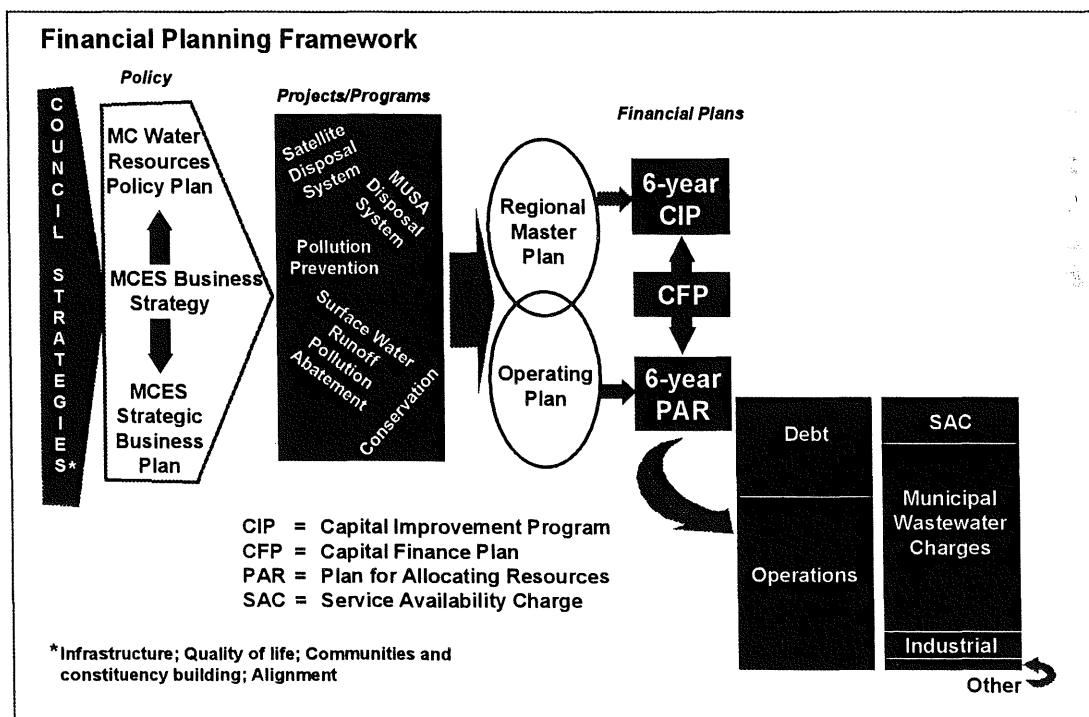 Financial Planning Framework
Policy
Projects/Programs
Financial Plans
COUNCIL STRATEGIES*
MC Water
Resources
Policy Plan
MCES Business
Strategy
MCES
Strategic
Business
Plan
Satellite
Disposal
System
MUSA
Disposal
System
Pollution
Prevention
Surface Water
Runoff
Pollution
Abatement
Conservation
Regional
Master
Plan
Operating
Plan
6-year
CIP
CFP
6-year
PAR
Debt
Operations
SAC
Municipal
Wastewater
Charges
Industrial
Other
CIP = Capital Improvement Program
CFP = Capital Finance Plan
PAR = Plan for Allocating Resources
SAC = Service Availability Charge
*Infrastructure; Quality of life; Communities and
constituency building; Alignment